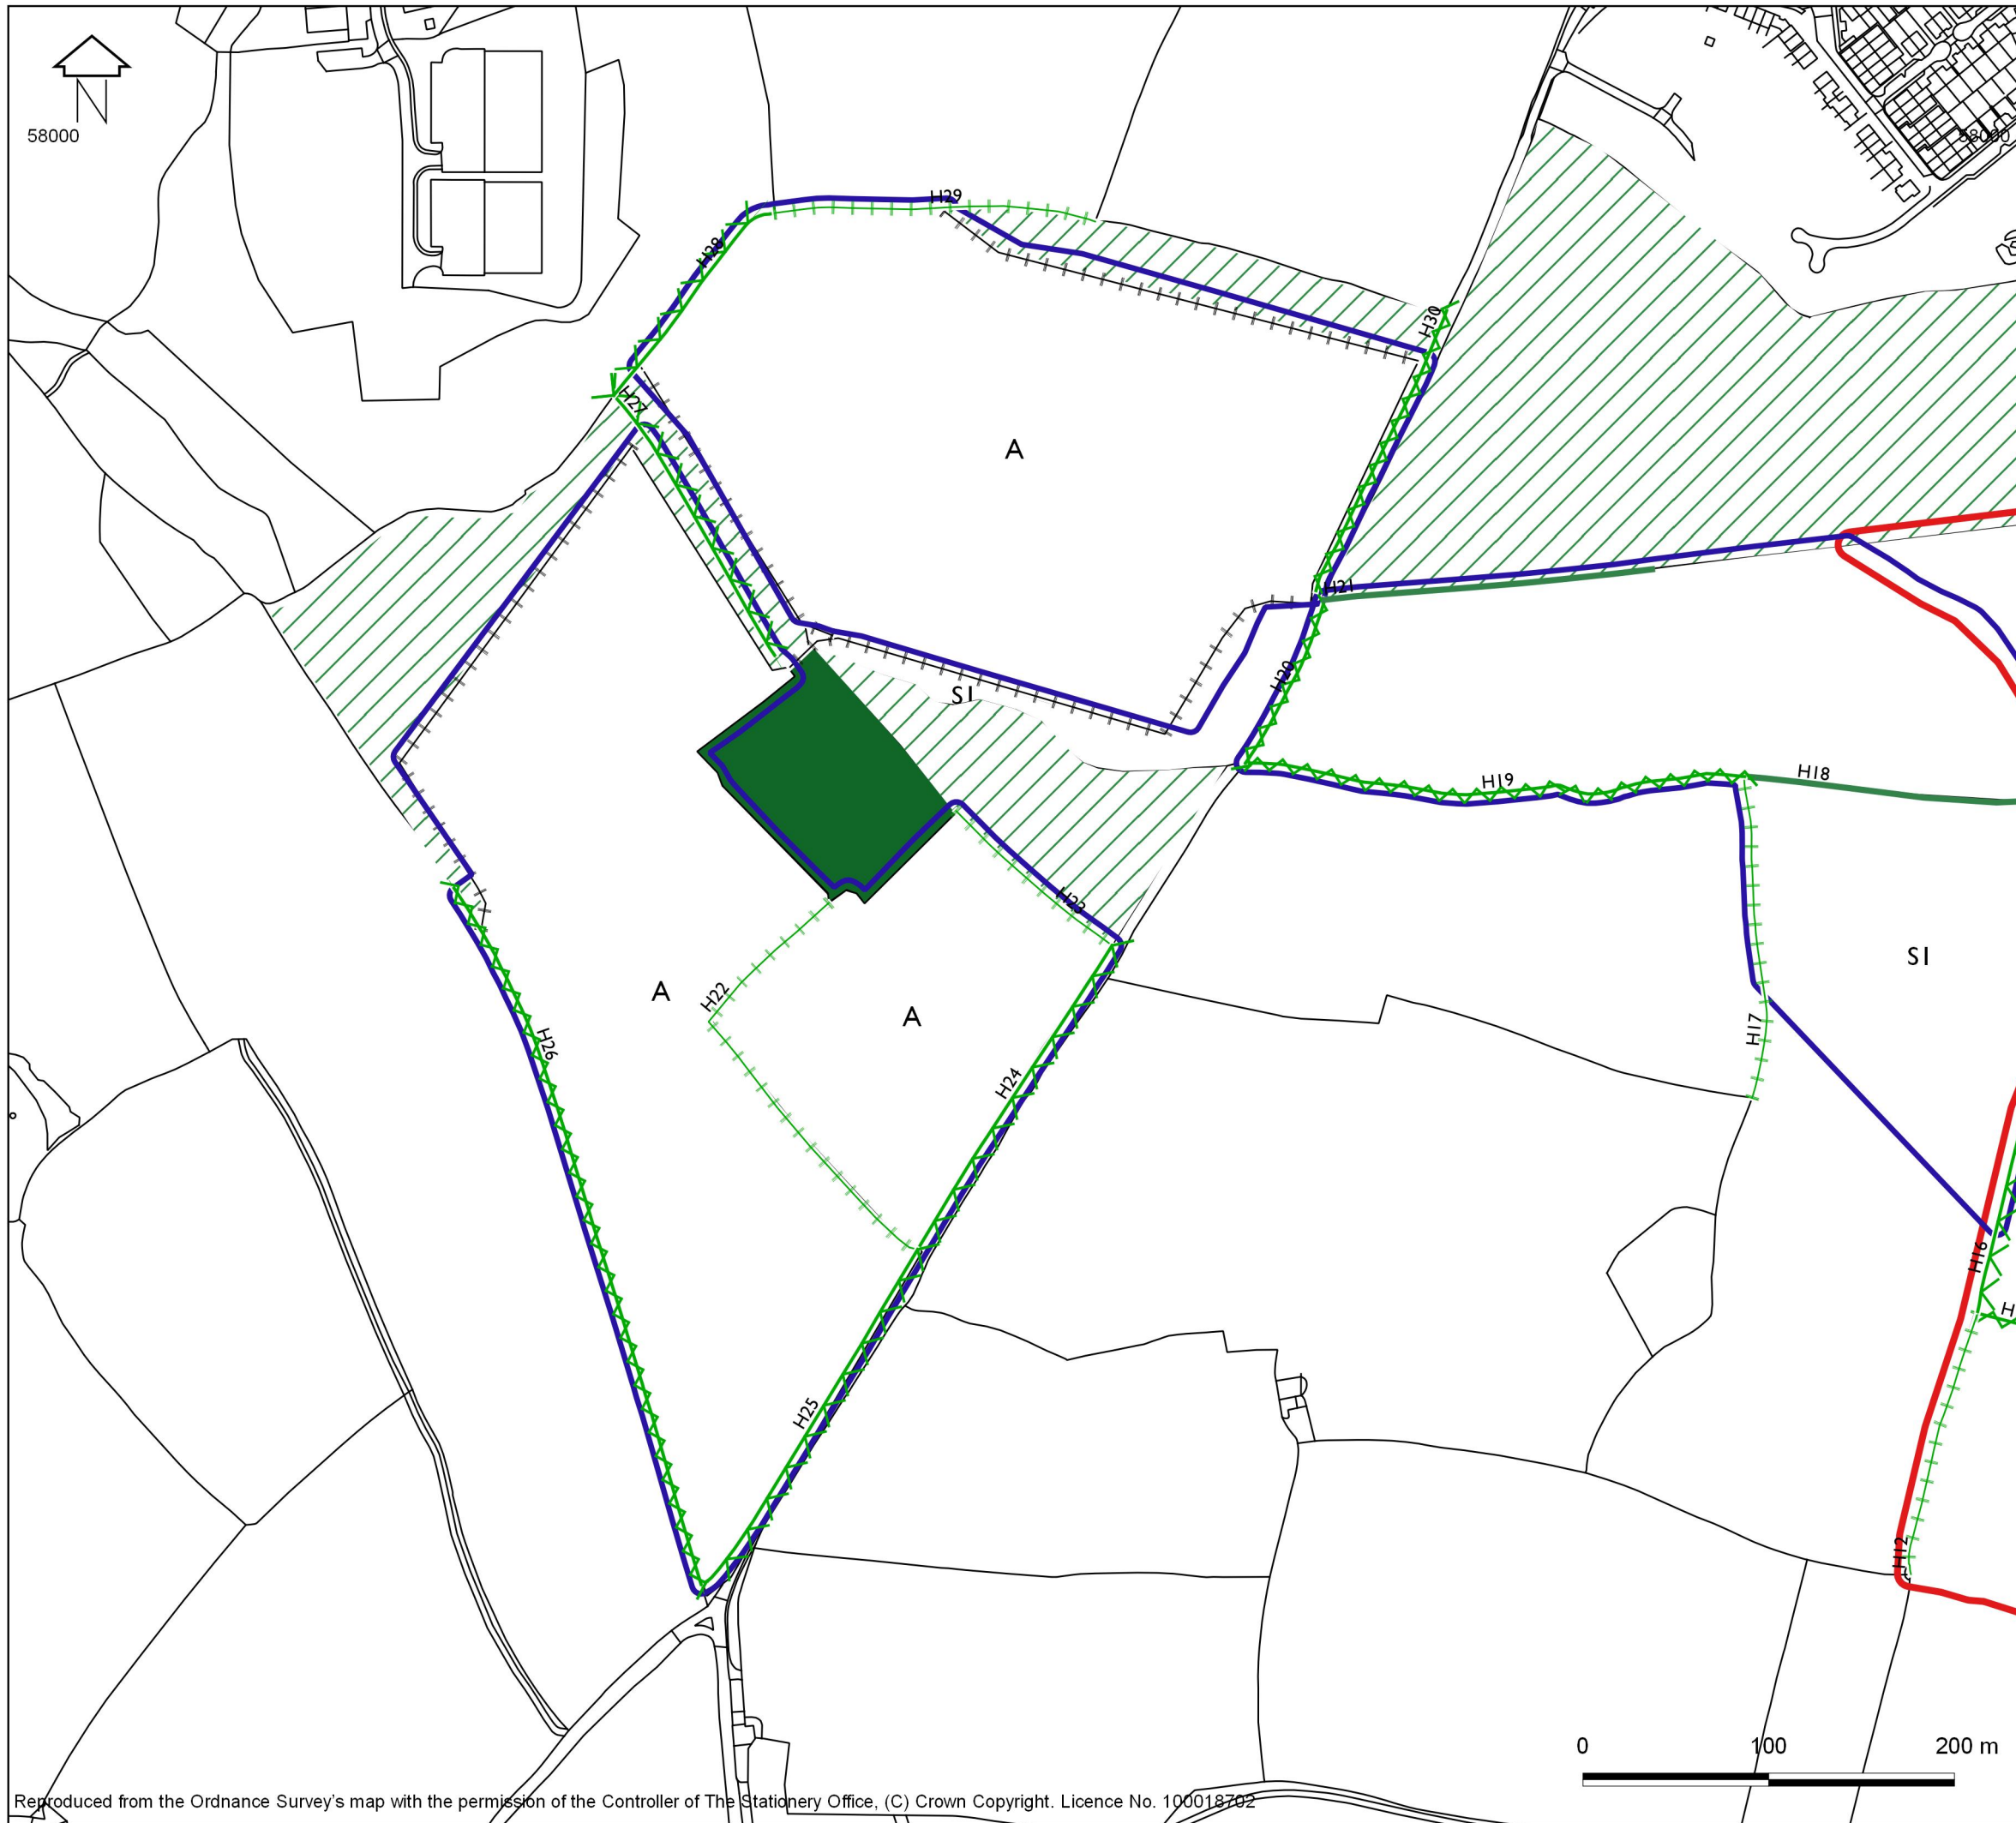 N
58000
58000
H29
H28
H30
H27
A
H21
H20
SI
H19
H18
H23
SI
A
H22
A
H17
H26
H24
H16
H
H25
H12
0 100 200 m
Reproduced from the Ordnance Survey's map with the permission of the Controller of The Stationery Office, (C) Crown Copyright. Licence No. 100018702